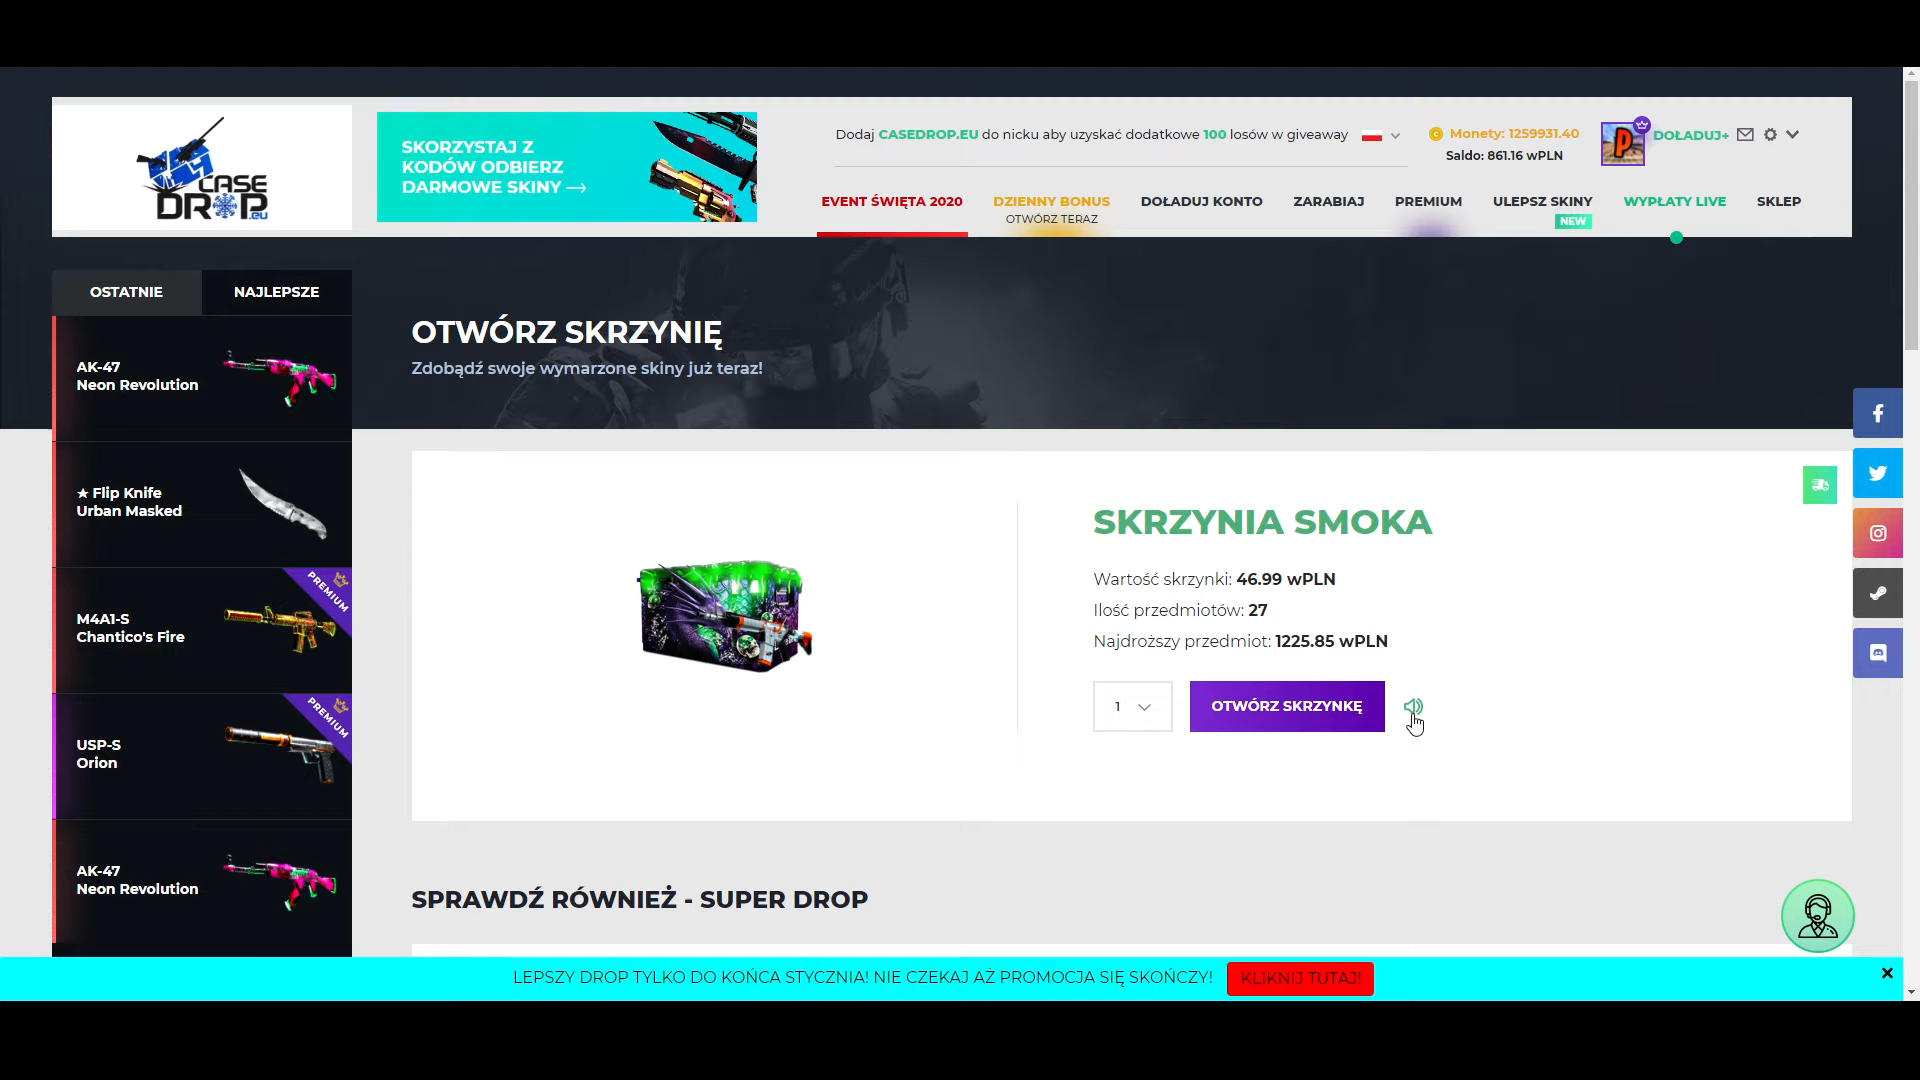 CASE
DROP.eu
SKORZYSTAJ Z
KODÓW ODBIERZ
DARMOWE SKINY
Dodaj CASEDROP.EU do nicku aby uzyskać dodatkowe 100 losów w giveaway
Monety: 1259931.40
Saldo: 861.16 wPLN
DOŁADUJ+
EVENT ŚWIĘTA 2020
DZIENNY BONUS
OTWÓRZ TERAZ
DOŁADUJ KONTO
ZARABIAJ
PREMIUM
ULEPSZ SKINY
NEW
WYPŁATY LIVE
SKLEP
OSTATNIE
NAJLEPSZE
AK-47
Neon Revolution
★ Flip Knife
Urban Masked
PREMIUM
M4A1-S
Chantico's Fire
PREMIUM
USP-S
Orion
AK-47
Neon Revolution
OTWÓRZ SKRZYNIĘ
Zdobądź swoje wymarzone skiny już teraz!
SKRZYNIA SMOKA
Wartość skrzynki: 46.99 wPLN
Ilość przedmiotów: 27
Najdroższy przedmiot: 1225.85 wPLN
1
OTWÓRZ SKRZYNKĘ
SPRAWDŹ RÓWNIEŻ - SUPER DROP
LEPSZY DROP TYLKO DO KOŃCA STYCZNIA! NIE CZEKAJ AŻ PROMOCJA SIĘ SKOŃCZY!
KLIKNIJ TUTAJ!